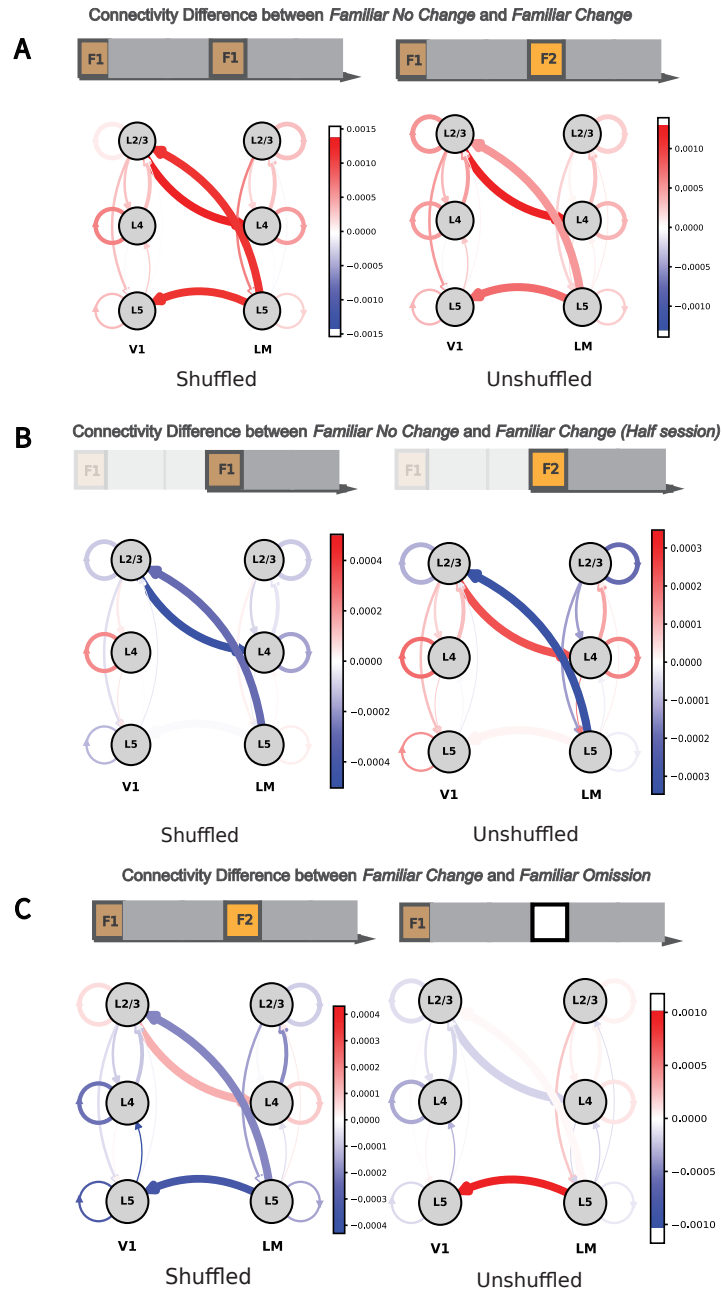 Connectivity Difference between Familiar No Change and Familiar Change
A
F1 F1 F1 F2
L2/3 L2/3 L2/3 L2/3
L4 L4 L4 L4
L5 L5 L5 L5
0.0015
0.0010
0.0005
0.0000
−0.0005
−0.0010
−0.0015
0.0010
0.0005
0.0000
−0.0005
−0.0010
V1 LM V1 LM
Shuffled Unshuffled
Connectivity Difference between Familiar No Change and Familiar Change (Half session)
B
F1 F1 F1 F2
L2/3 L2/3 L2/3 L2/3
L4 L4 L4 L4
L5 L5 L5 L5
0.0004
0.0002
0.0000
−0.0002
−0.0004
0.0003
0.0002
0.0001
0.0000
−0.0001
−0.0002
−0.0003
V1 LM V1 LM
Shuffled Unshuffled
Connectivity Difference between Familiar Change and Familiar Omission
C
F1 F2 F1
L2/3 L2/3 L2/3 L2/3
L4 L4 L4 L4
L5 L5 L5 L5
0.0004
0.0003
0.0002
0.0001
0.0000
−0.0001
−0.0002
−0.0003
−0.0004
0.0010
0.0005
0.0000
−0.0005
−0.0010
V1 LM V1 LM
Shuffled Unshuffled